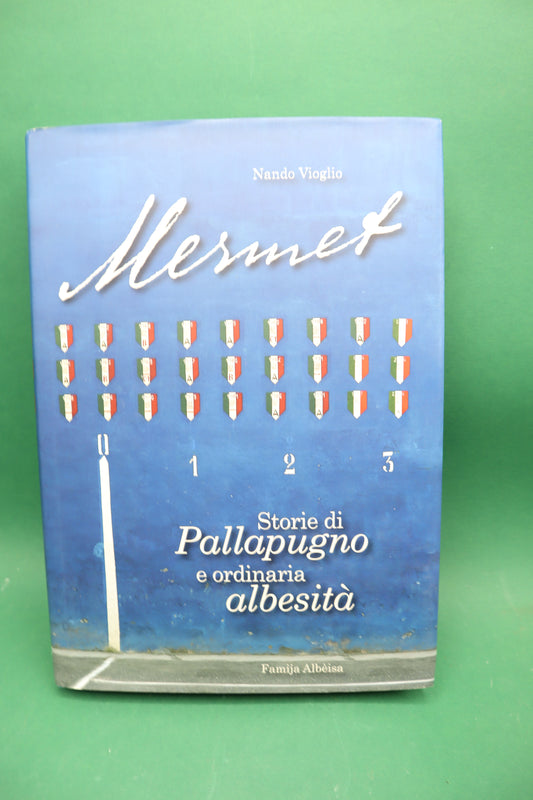 Nando Vioglio
Mermet
0 1 2 3
Storie di
Pallapugno
e ordinaria
albesità
Famija Albèisa